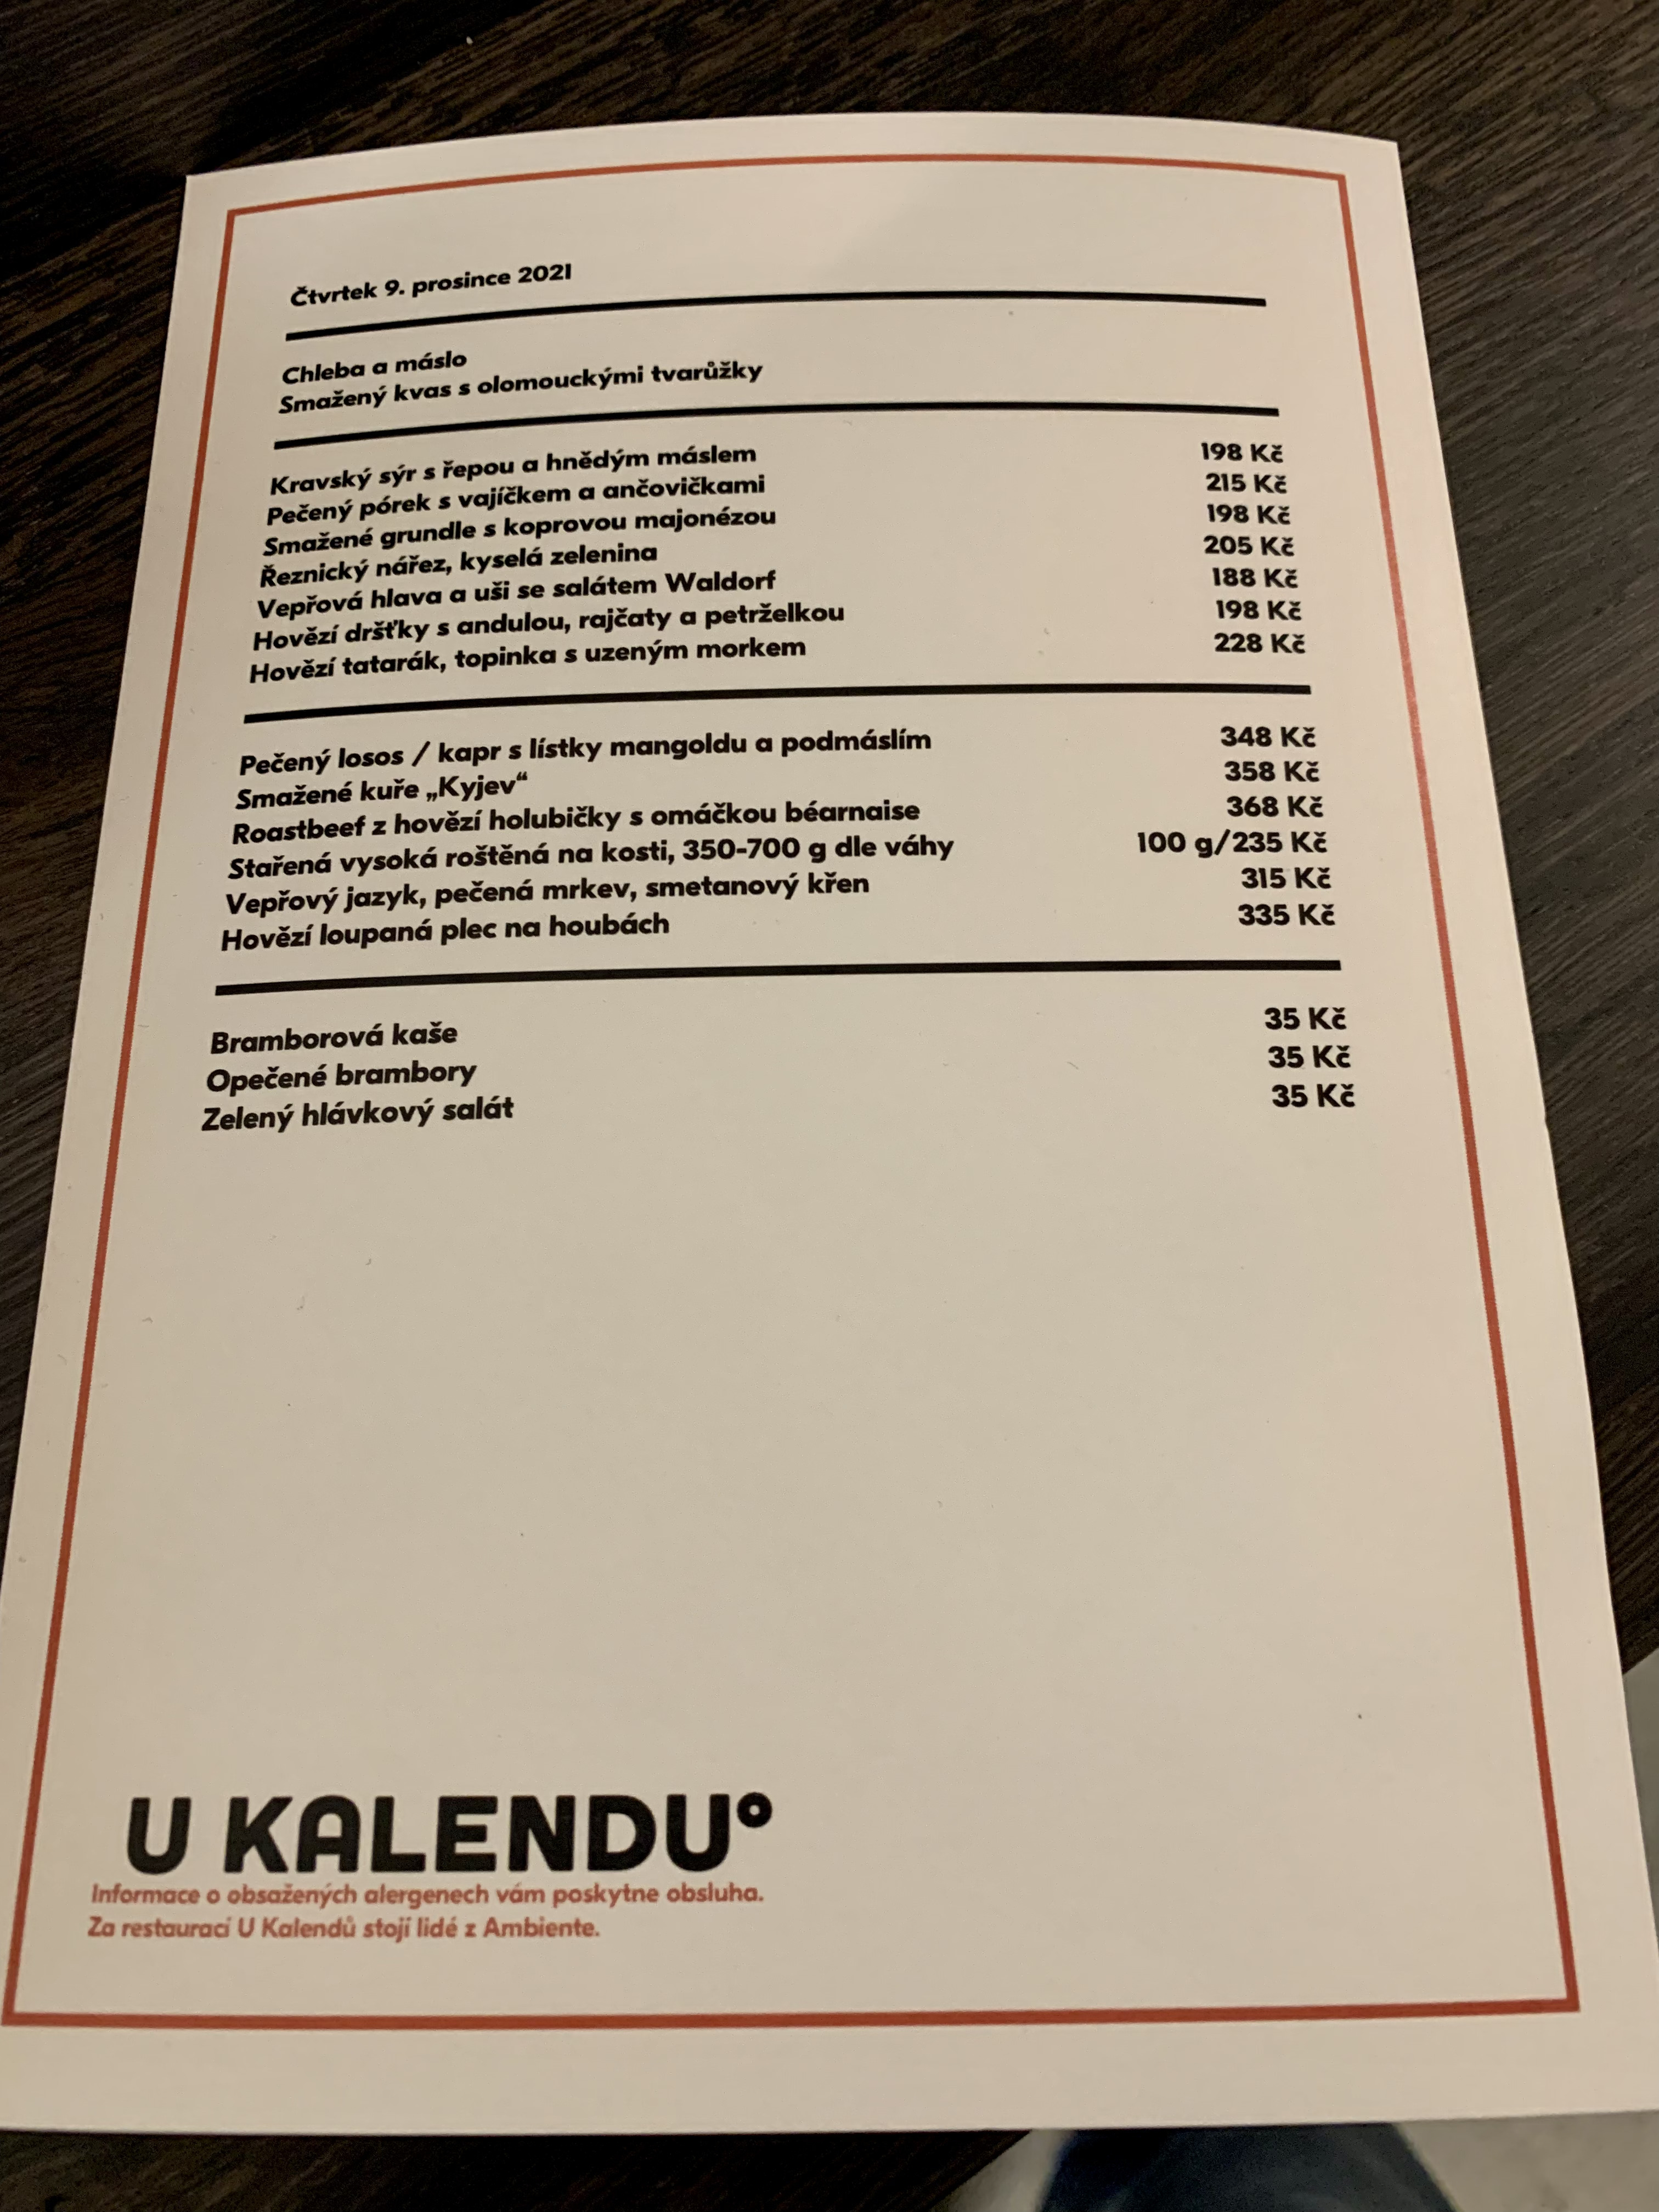 Čtvrtek 9. prosince 2021
Chleba a máslo
Smažený kvas s olomouckými tvarůžky
Kravský sýr s řepou a hnědým máslem 198 Kč
Pečený pórek s vajíčkem a ančovičkami 215 Kč
Smažené grundle s koprovou majonézou 198 Kč
Řeznický nářez, kyselá zelenina 205 Kč
Vepřová hlava a uši se salátem Waldorf 188 Kč
Hovězí dršťky s andulou, rajčaty a petrželkou 198 Kč
Hovězí tatarák, topinka s uzeným morkem 228 Kč
Pečený losos / kapr s lístky mangoldu a podmáslím 348 Kč
Smažené kuře „Kyjev“ 358 Kč
Roastbeef z hovězí holubičky s omáčkou béarnaise 368 Kč
Stařená vysoká roštěná na kosti, 350-700 g dle váhy 100 g/235 Kč
Vepřový jazyk, pečená mrkev, smetanový křen 315 Kč
Hovězí loupaná plec na houbách 335 Kč
Bramborová kaše 35 Kč
Opečené brambory 35 Kč
Zelený hlávkový salát 35 Kč
U KALENDU°
Informace o obsažených alergenech vám poskytne obsluha.
Za restaurací U Kalendů stojí lidé z Ambiente.